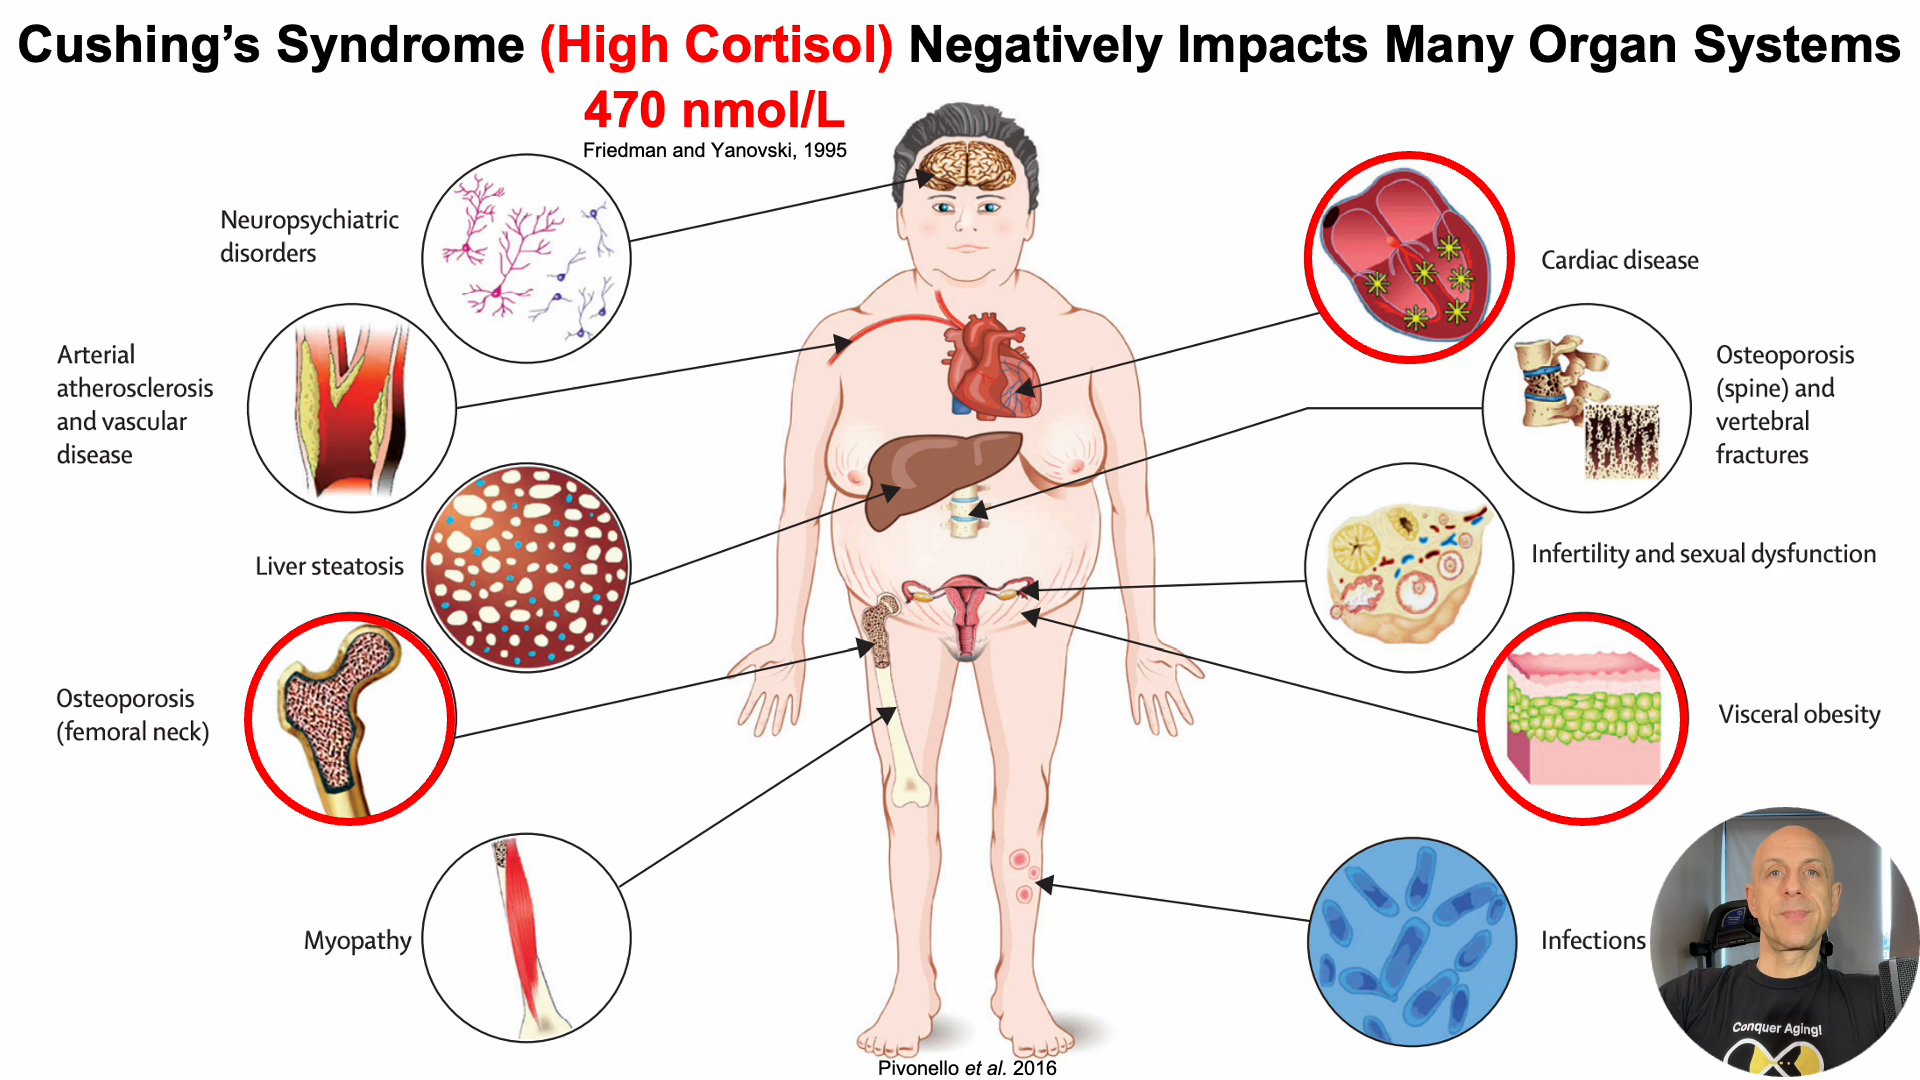 Cushing's Syndrome (High Cortisol) Negatively Impacts Many Organ Systems
470 nmol/L
Friedman and Yanovski, 1995
Neuropsychiatric
disorders
Arterial
atherosclerosis
and vascular
disease
Liver steatosis
Osteoporosis
(femoral neck)
Myopathy
Cardiac disease
Osteoporosis
(spine) and
vertebral
fractures
Infertility and sexual dysfunction
Visceral obesity
Infections
Conquer Aging!
Pivonello et al. 2016